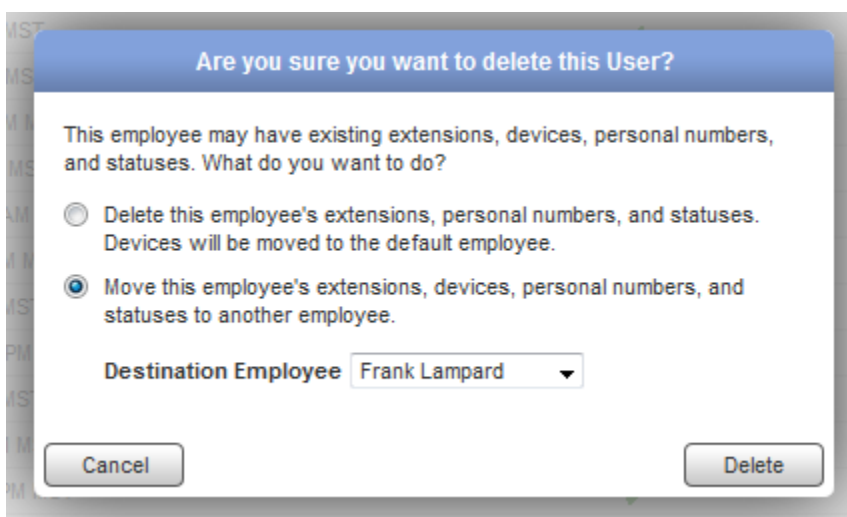 Are you sure you want to delete this User?
This employee may have existing extensions, devices, personal numbers,
and statuses. What do you want to do?
Delete this employee's extensions, personal numbers, and statuses.
Devices will be moved to the default employee.
Move this employee's extensions, devices, personal numbers, and
statuses to another employee.
Destination Employee Frank Lampard
Cancel Delete